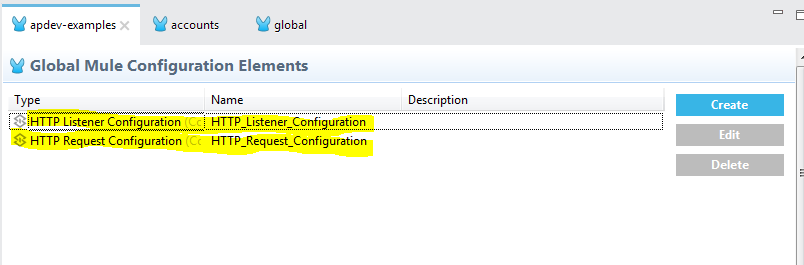 apdev-examples accounts global
Global Mule Configuration Elements
Type Name Description
HTTP Listener Configuration HTTP_Listener_Configuration
HTTP Request Configuration HTTP_Request_Configuration
Create
Edit
Delete